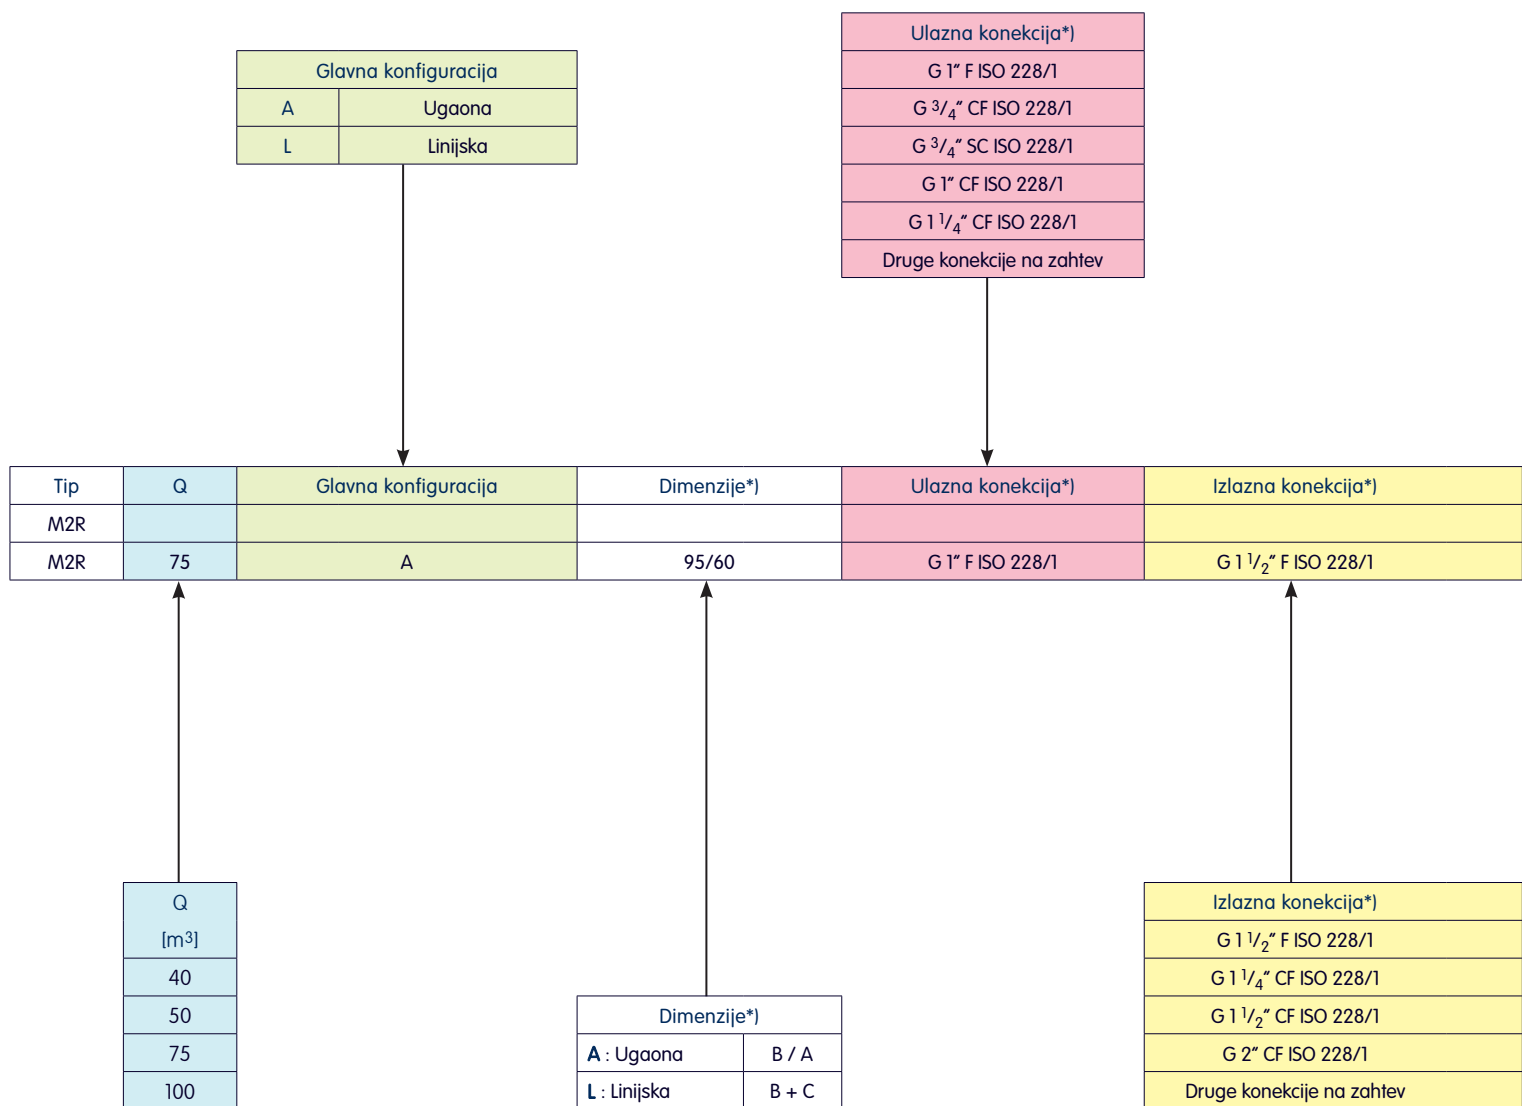 Glavna konfiguracija
A Ugaona
L Linijska
Ulazna konekcija*)
G 1" F ISO 228/1
G 3/4" CF ISO 228/1
G 3/4" SC ISO 228/1
G 1" CF ISO 228/1
G 1 1/4" CF ISO 228/1
Druge konekcije na zahtev
Tip Q Glavna konfiguracija Dimenzije*) Ulazna konekcija*) Izlazna konekcija*)
M2R
M2R 75 A 95/60 G 1" F ISO 228/1 G 1 1/2" F ISO 228/1
Q
[m³]
40
50
75
100
Dimenzije*)
A : Ugaona B / A
L : Linijska B + C
Izlazna konekcija*)
G 1 1/2" F ISO 228/1
G 1 1/4" CF ISO 228/1
G 1 1/2" CF ISO 228/1
G 2" CF ISO 228/1
Druge konekcije na zahtev